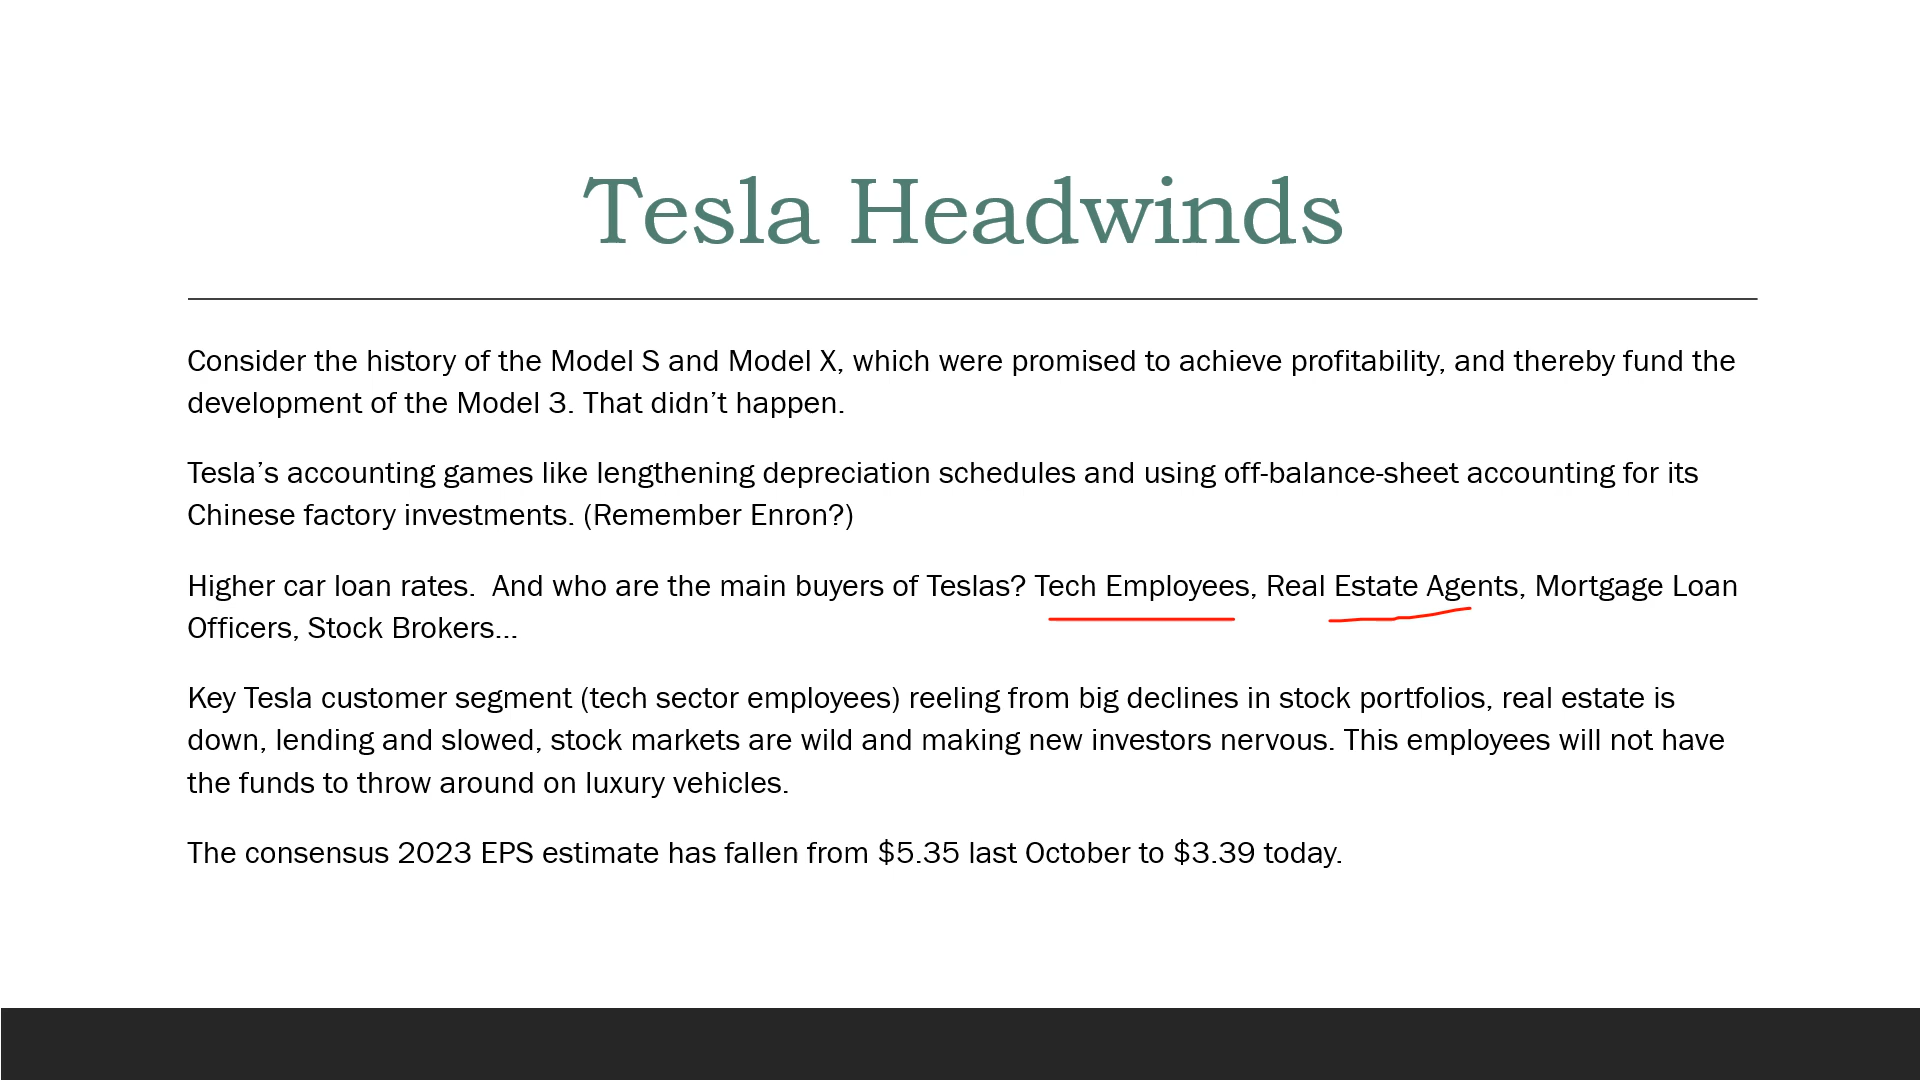 Tesla Headwinds
Consider the history of the Model S and Model X, which were promised to achieve profitability, and thereby fund the
development of the Model 3. That didn’t happen.
Tesla’s accounting games like lengthening depreciation schedules and using off-balance-sheet accounting for its
Chinese factory investments. (Remember Enron?)
Higher car loan rates.  And who are the main buyers of Teslas? Tech Employees, Real Estate Agents, Mortgage Loan
Officers, Stock Brokers...
Key Tesla customer segment (tech sector employees) reeling from big declines in stock portfolios, real estate is
down, lending and slowed, stock markets are wild and making new investors nervous. This employees will not have
the funds to throw around on luxury vehicles.
The consensus 2023 EPS estimate has fallen from $5.35 last October to $3.39 today.